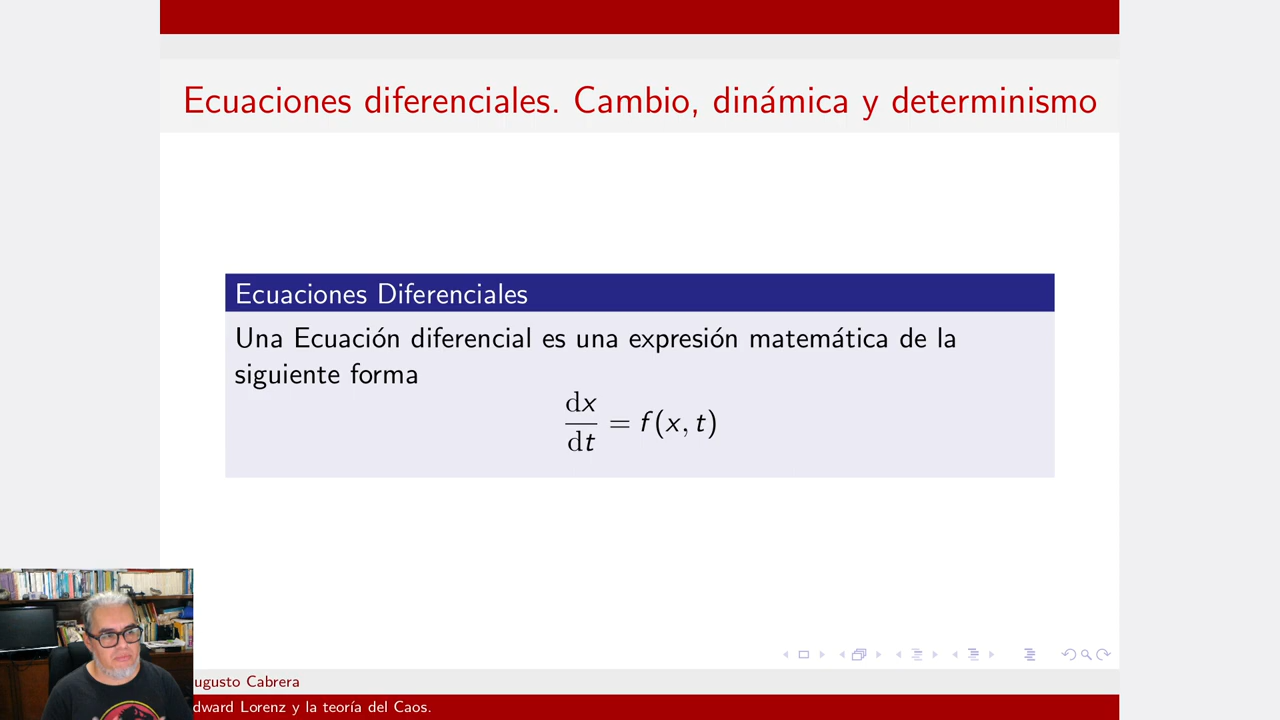 Ecuaciones diferenciales. Cambio, dinámica y determinismo
Ecuaciones Diferenciales
Una Ecuación diferencial es una expresión matemática de la
siguiente forma
dx/dt = f(x, t)
ugusto Cabrera
dward Lorenz y la teoría del Caos.